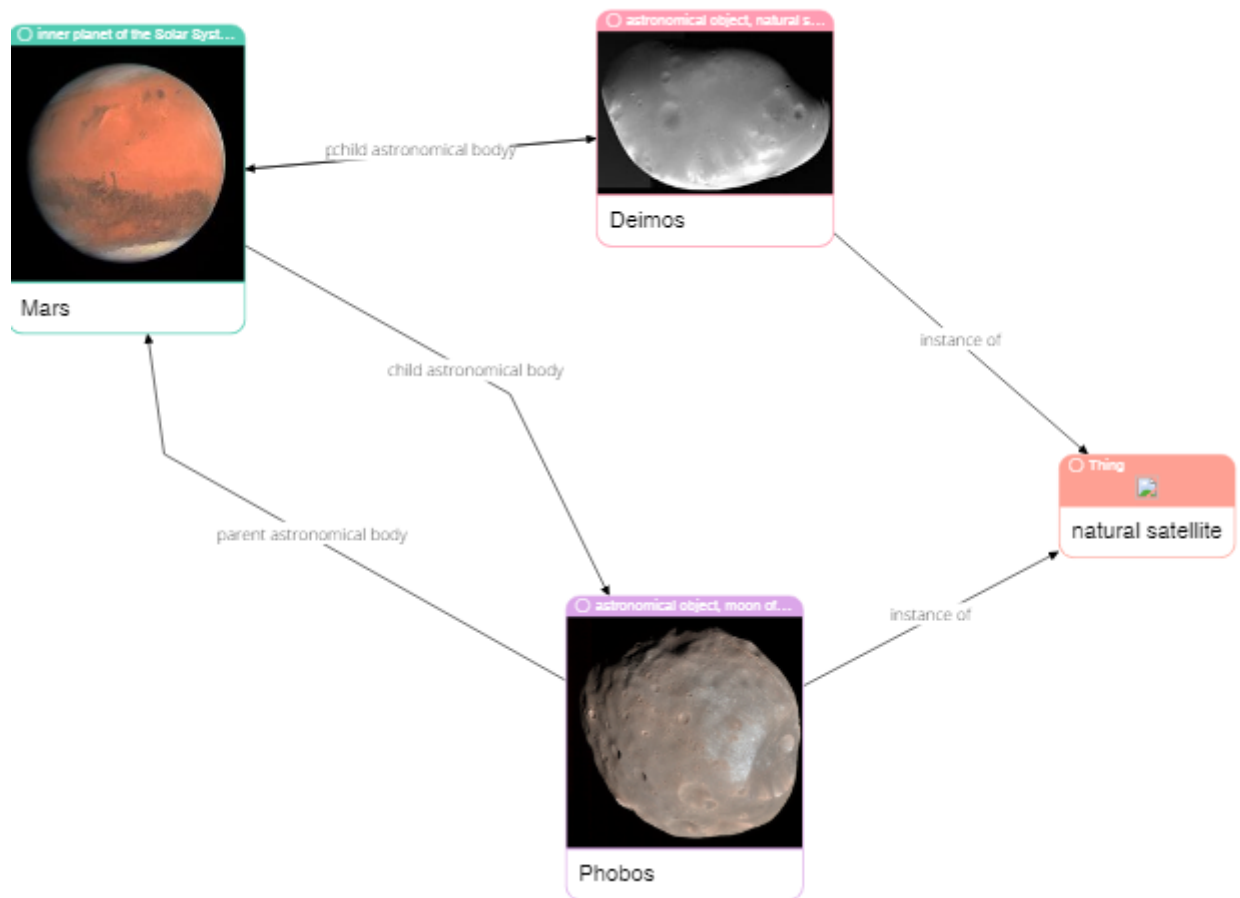 inner planet of the Solar Syst...
Mars
astronomical object, natural s...
Deimos
child astronomical body
child astronomical body
instance of
Thing
natural satellite
parent astronomical body
instance of
astronomical object, moon of...
Phobos